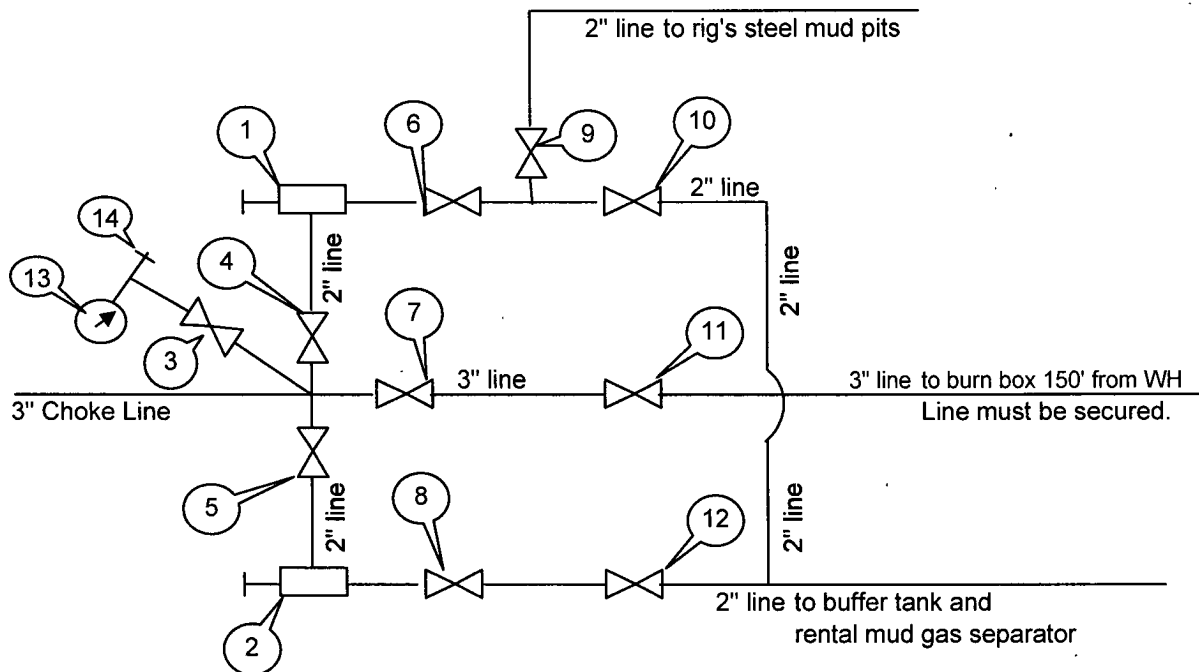 2" line to rig's steel mud pits
1
6
9
10
2" line
14
13
4
2" line
2" line
3
7
11
3" line
3" line to burn box 150' from WH
3" Choke Line
Line must be secured.
5
2" line
8
12
2" line
2
2" line to buffer tank and
rental mud gas separator